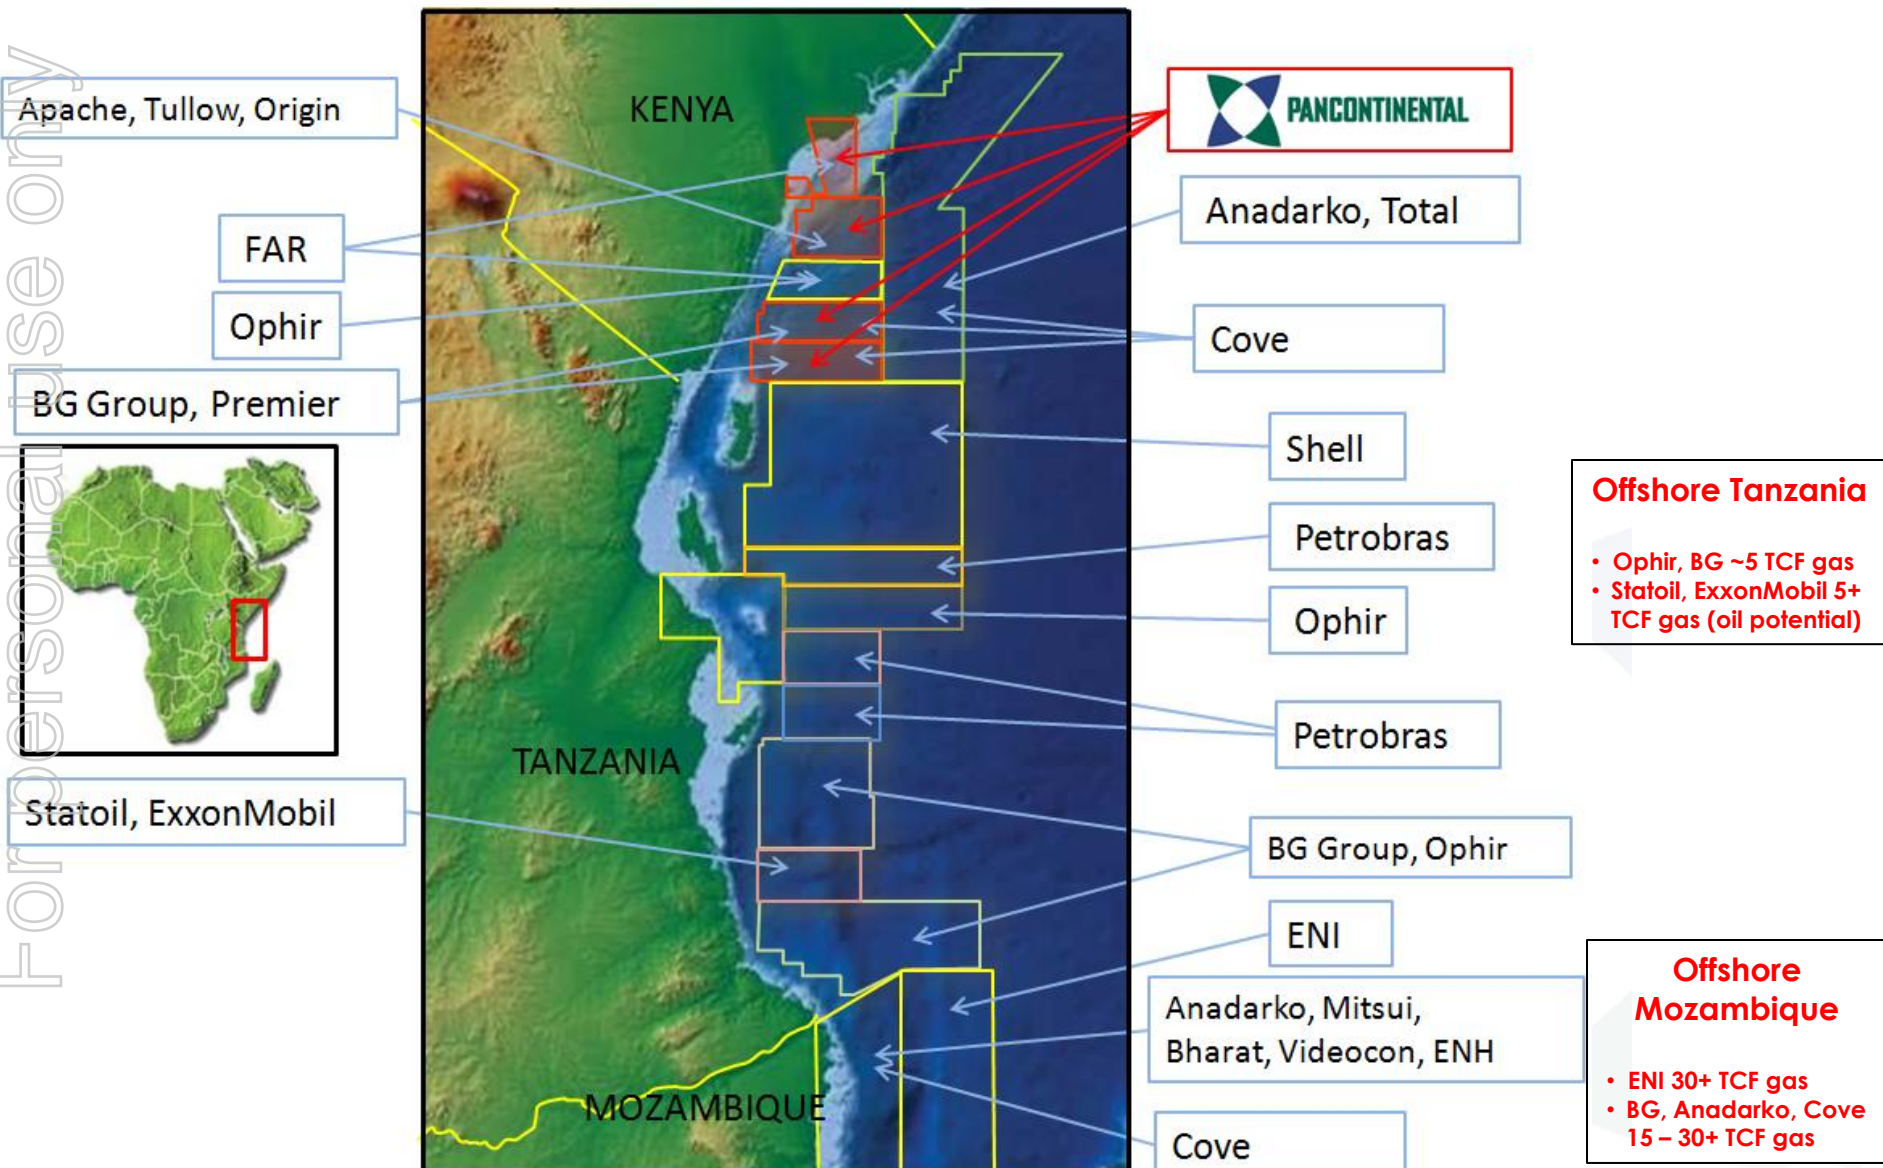 For personal use only
Apache, Tullow, Origin
FAR
Ophir
BG Group, Premier
Statoil, ExxonMobil
KENYA
TANZANIA
MOZAMBIQUE
PANCONTINENTAL
Anadarko, Total
Cove
Shell
Petrobras
Ophir
Petrobras
BG Group, Ophir
ENI
Anadarko, Mitsui,
Bharat, Videocon, ENH
Cove
Offshore Tanzania
• Ophir, BG ~5 TCF gas
• Statoil, ExxonMobil 5+
TCF gas (oil potential)
Offshore
Mozambique
• ENI 30+ TCF gas
• BG, Anadarko, Cove
15 – 30+ TCF gas